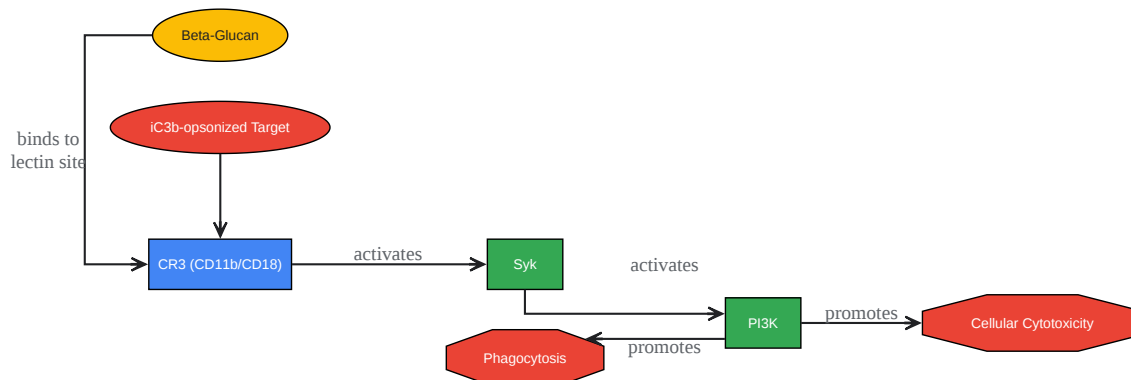 Beta-Glucan
iC3b-opsonized Target
binds to
lectin site
CR3 (CD11b/CD18)
activates
Syk
activates
PI3K
promotes
Cellular Cytotoxicity
promotes
Phagocytosis